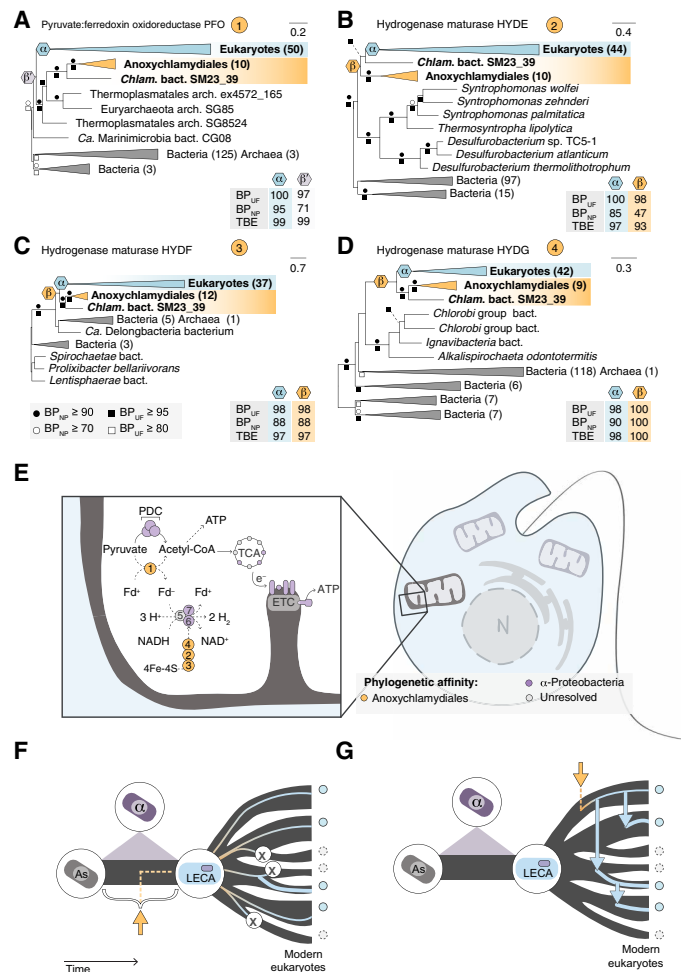 A
Pyruvate:ferredoxin oxidoreductase PFO 1
0.2
α
Eukaryotes (50)
Anoxychlamydiales (10)
Chlam. bact. SM23_39
β'
Thermoplasmatales arch. ex4572_165
Euryarchaeota arch. SG85
Thermoplasmatales arch. SG8524
Ca. Marinimicrobia bact. CG08
Bacteria (125) Archaea (3)
Bacteria (3)
α β'
BPUF 100 97
BPNP 95 71
TBE 99 99
B
Hydrogenase maturase HYDE 2
0.4
α
Eukaryotes (44)
Chlam. bact. SM23_39
β
Anoxychlamydiales (10)
Syntrophomonas wolfei
Syntrophomonas zehnderi
Syntrophomonas palmitatica
Thermosyntropha lipolytica
Desulfurobacterium sp. TC5-1
Desulfurobacterium atlanticum
Desulfurobacterium thermolithotrophum
Bacteria (97)
Bacteria (15)
α β
BPUF 100 98
BPNP 85 47
TBE 97 93
C
Hydrogenase maturase HYDF 3
0.7
α
Eukaryotes (37)
β
Anoxychlamydiales (12)
Chlam. bact. SM23_39
Bacteria (5) Archaea (1)
Ca. Delongbacteria bacterium
Bacteria (3)
Spirochaetae bact.
Prolixibacter bellariivorans
Lentisphaerae bact.
BPNP ≥ 90 BPUF ≥ 95
BPNP ≥ 70 BPUF ≥ 80
α β
BPUF 98 98
BPNP 88 88
TBE 97 97
D
Hydrogenase maturase HYDG 4
0.3
α
Eukaryotes (42)
β
Anoxychlamydiales (9)
Chlam. bact. SM23_39
Chlorobi group bact.
Chlorobi group bact.
Ignavibacteria bact.
Alkalispirochaeta odontotermitis
Bacteria (118) Archaea (1)
Bacteria (6)
Bacteria (7)
Bacteria (7)
α β
BPUF 98 100
BPNP 90 100
TBE 98 100
E
PDC
ATP
Pyruvate
Acetyl-CoA
TCA
1
e⁻
ATP
Fd⁺ Fd⁻ Fd⁺
ETC
3 H⁺
5
7
6
2 H2
NADH
NAD⁺
4
2
3
4Fe-4S
N
Phylogenetic affinity:
Anoxychlamydiales
α-Proteobacteria
Unresolved
F
α
As
LECA
X
X
X
Time
Modern
eukaryotes
G
α
As
LECA
Modern
eukaryotes